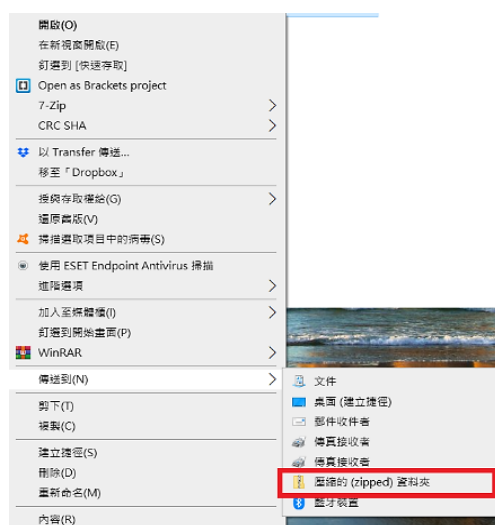 開啟(O)
在新視窗開啟(E)
釘選到 [快速存取]
Open as Brackets project
7-Zip
CRC SHA
以 Transfer 傳送...
移至「Dropbox」
授與存取權給(G)
還原舊版(V)
掃描選取項目中的病毒(S)
使用 ESET Endpoint Antivirus 掃描
進階選項
加入至媒體櫃(I)
釘選到開始畫面(P)
WinRAR
傳送到(N)
剪下(T)
複製(C)
建立捷徑(S)
刪除(D)
重新命名(M)
內容(R)
文件
桌面 (建立捷徑)
郵件收件者
傳真接收者
傳真接收者
壓縮的 (zipped) 資料夾
藍牙裝置